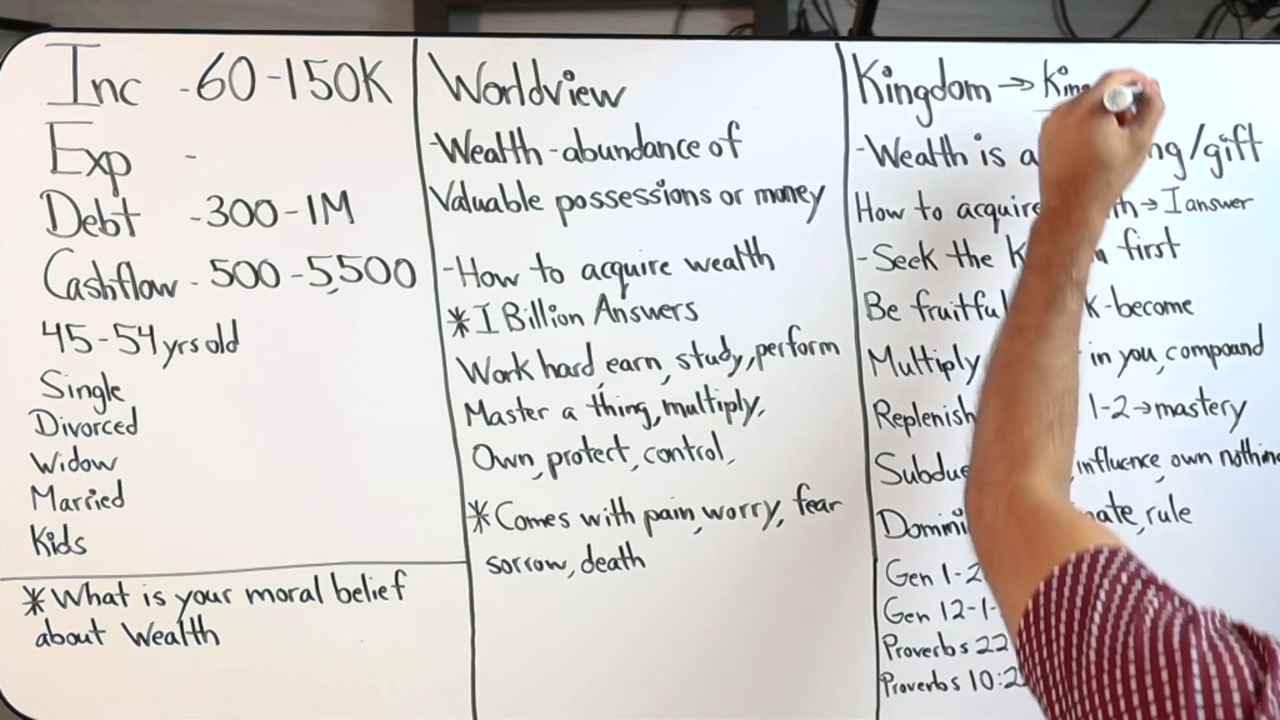 Inc - 60-150K
Exp -
Debt - 300-1M
Cashflow - 500-5,500
45-54 yrs old
Single
Divorced
Widow
Married
Kids
* What is your moral belief
about Wealth
Worldview
- Wealth - abundance of
Valuable possessions or money
- How to acquire wealth
* 1 Billion Answers
Work hard, earn, study, perform
Master a thing, multiply,
Own, protect, control,
* Comes with pain, worry, fear
sorrow, death
Kingdom →
- Wealth is a /gift
How to acquire → 1 answer
- Seek the first
Be fruitful - become
Multiply in you, compound
Replenish 1-2 → mastery
Subdue influence, own nothing
rule
Gen 1-2
Gen 12-1-
Proverbs 22
Proverbs 10:2